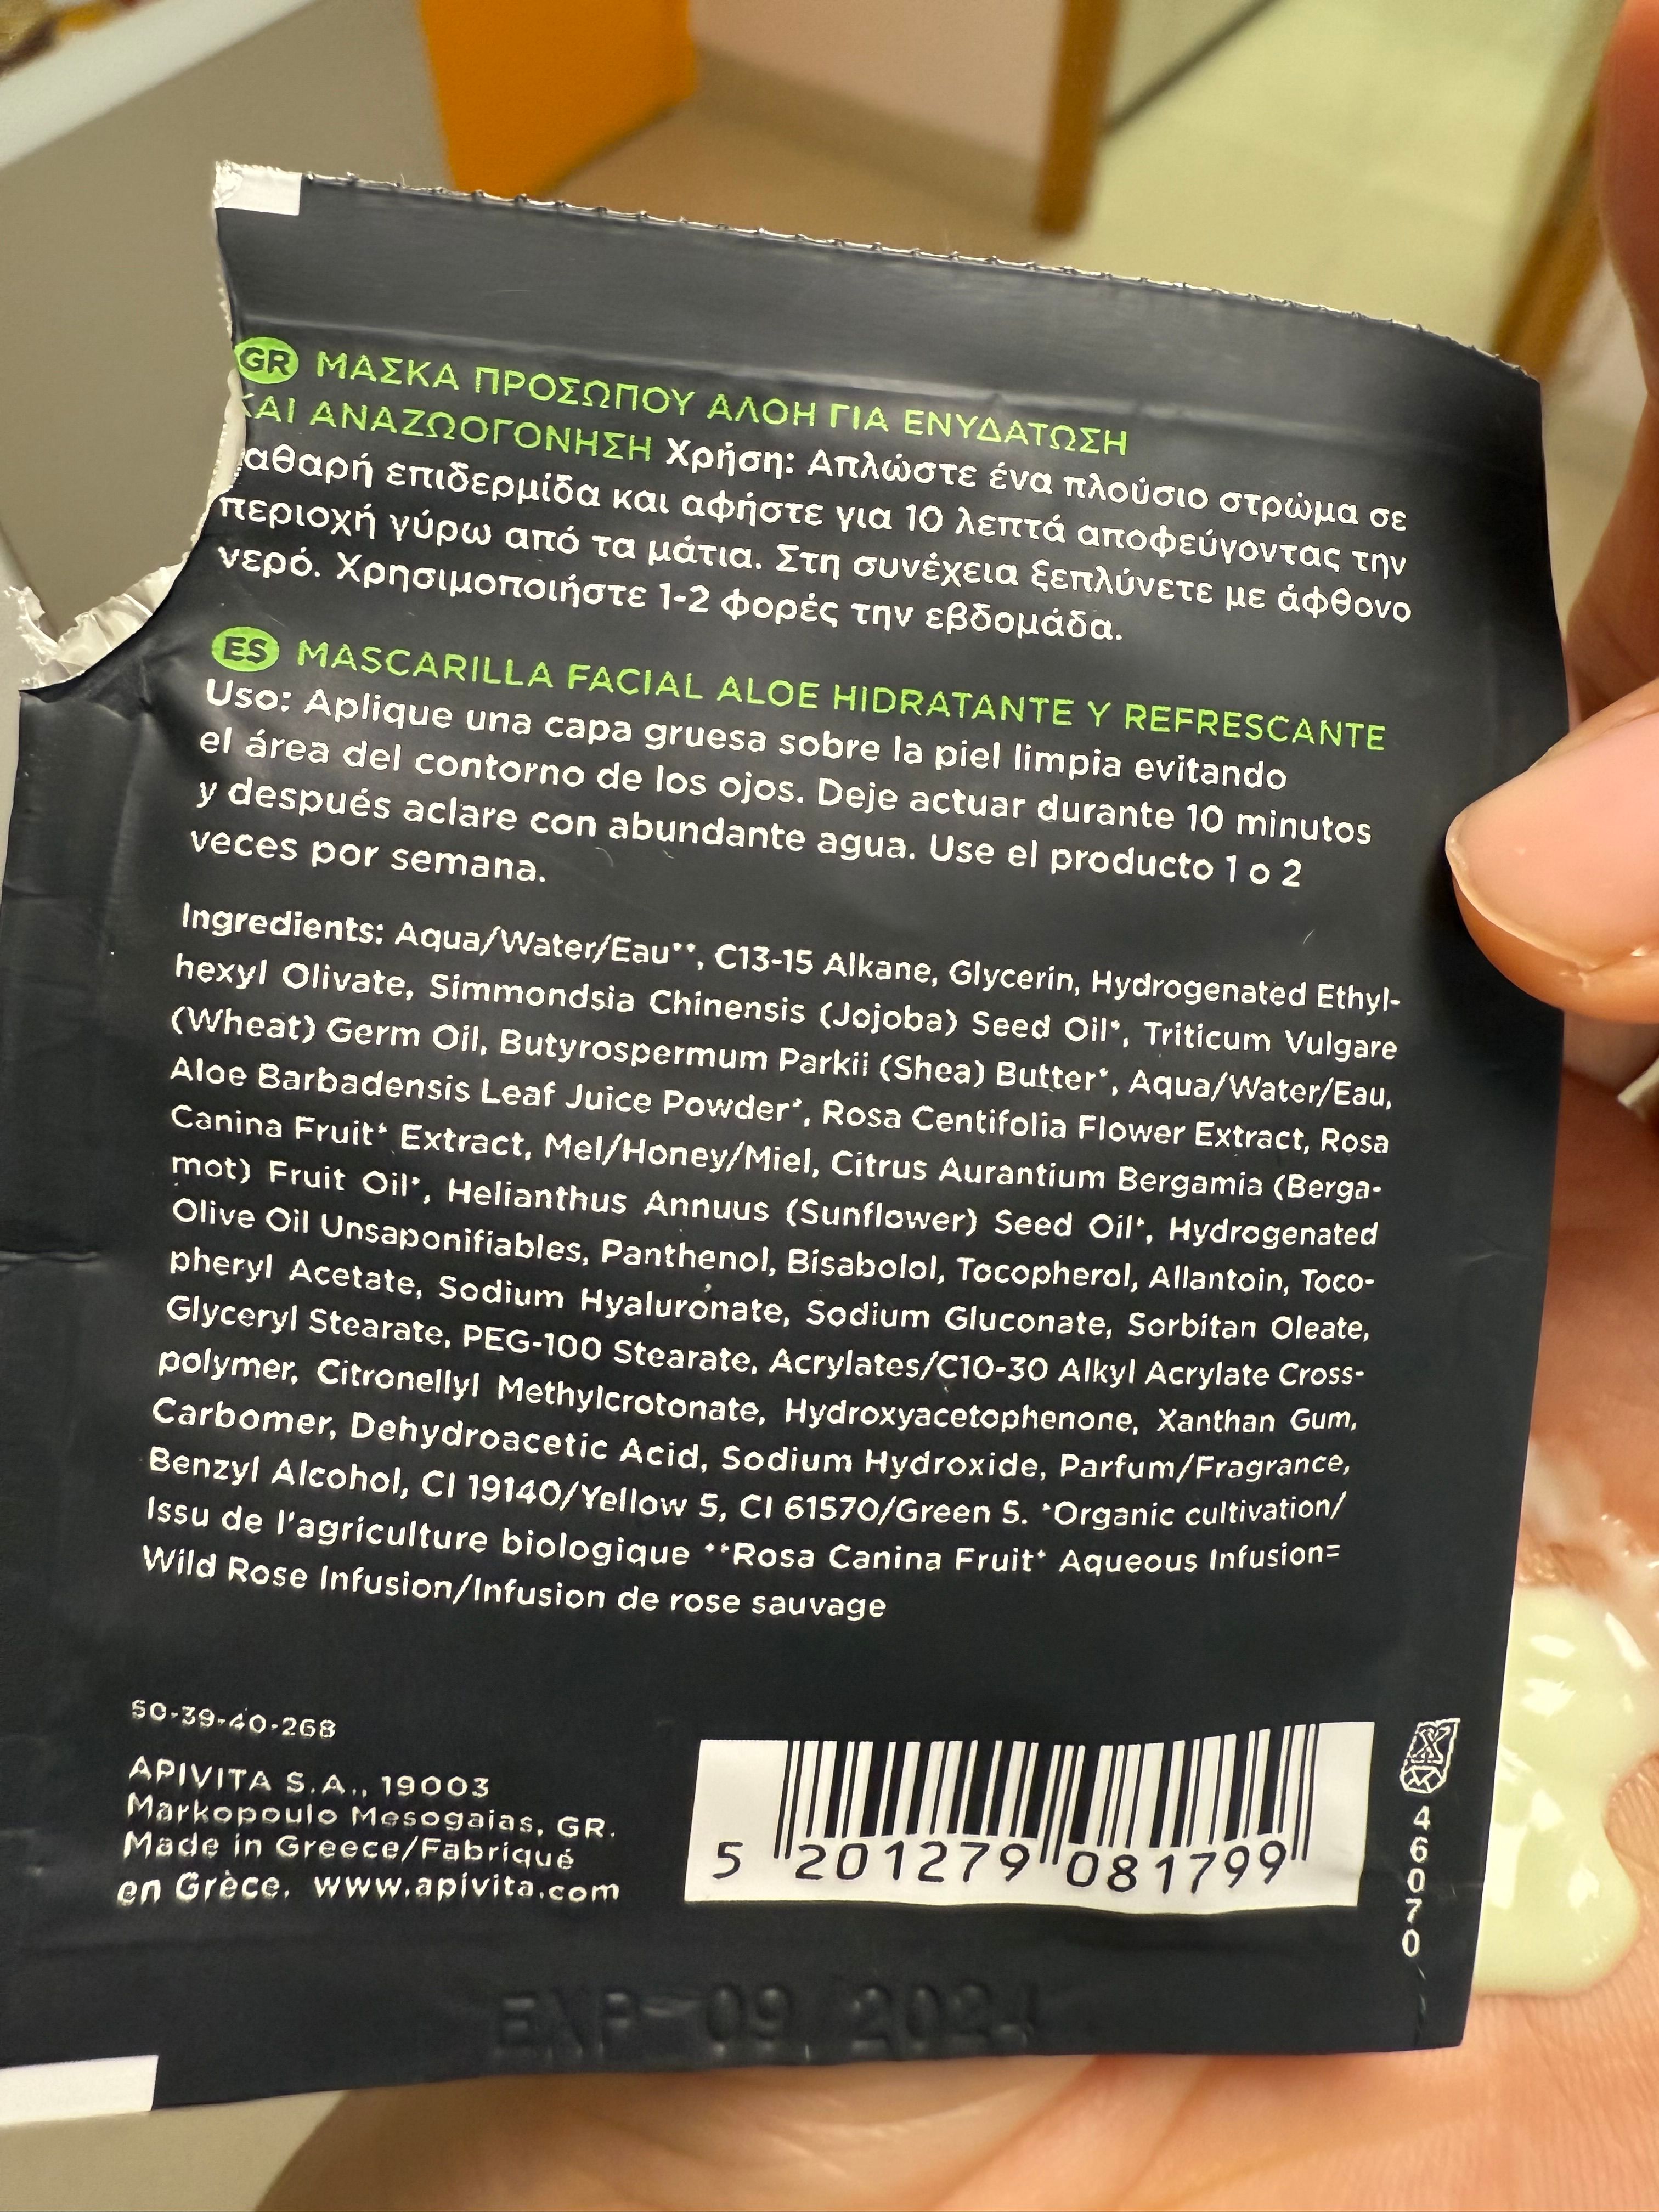 GR ΜΑΣΚΑ ΠΡΟΣΩΠΟΥ ΑΛΟΗ ΓΙΑ ΕΝΥΔΑΤΩΣΗ
ΚΑΙ ΑΝΑΖΩΟΓΟΝΗΣΗ Χρήση: Απλώστε ένα πλούσιο στρώμα σε
αθαρή επιδερμίδα και αφήστε για 10 λεπτά αποφεύγοντας την
περιοχή γύρω από τα μάτια. Στη συνέχεια ξεπλύνετε με άφθονο
νερό. Χρησιμοποιήστε 1-2 φορές την εβδομάδα.
ES MASCARILLA FACIAL ALOE HIDRATANTE Y REFRESCANTE
Uso: Aplique una capa gruesa sobre la piel limpia evitando
el área del contorno de los ojos. Deje actuar durante 10 minutos
y después aclare con abundante agua. Use el producto 1 o 2
veces por semana.
Ingredients: Aqua/Water/Eau**, C13-15 Alkane, Glycerin, Hydrogenated Ethyl-
hexyl Olivate, Simmondsia Chinensis (Jojoba) Seed Oil*, Triticum Vulgare
(Wheat) Germ Oil, Butyrospermum Parkii (Shea) Butter*, Aqua/Water/Eau,
Aloe Barbadensis Leaf Juice Powder*, Rosa Centifolia Flower Extract, Rosa
Canina Fruit* Extract, Mel/Honey/Miel, Citrus Aurantium Bergamia (Berga-
mot) Fruit Oil*, Helianthus Annuus (Sunflower) Seed Oil*, Hydrogenated
Olive Oil Unsaponifiables, Panthenol, Bisabolol, Tocopherol, Allantoin, Toco-
pheryl Acetate, Sodium Hyaluronate, Sodium Gluconate, Sorbitan Oleate,
Glyceryl Stearate, PEG-100 Stearate, Acrylates/C10-30 Alkyl Acrylate Cross-
polymer, Citronellyl Methylcrotonate, Hydroxyacetophenone, Xanthan Gum,
Carbomer, Dehydroacetic Acid, Sodium Hydroxide, Parfum/Fragrance,
Benzyl Alcohol, CI 19140/Yellow 5, CI 61570/Green 5. *Organic cultivation/
Issu de l'agriculture biologique **Rosa Canina Fruit* Aqueous Infusion=
Wild Rose Infusion/Infusion de rose sauvage
50-39-40-268
APIVITA S.A., 19003
Markopoulo Mesogaias, GR.
Made in Greece/Fabriqué
en Grèce. www.apivita.com
5 201279 081799
46070
EXP 09 2024